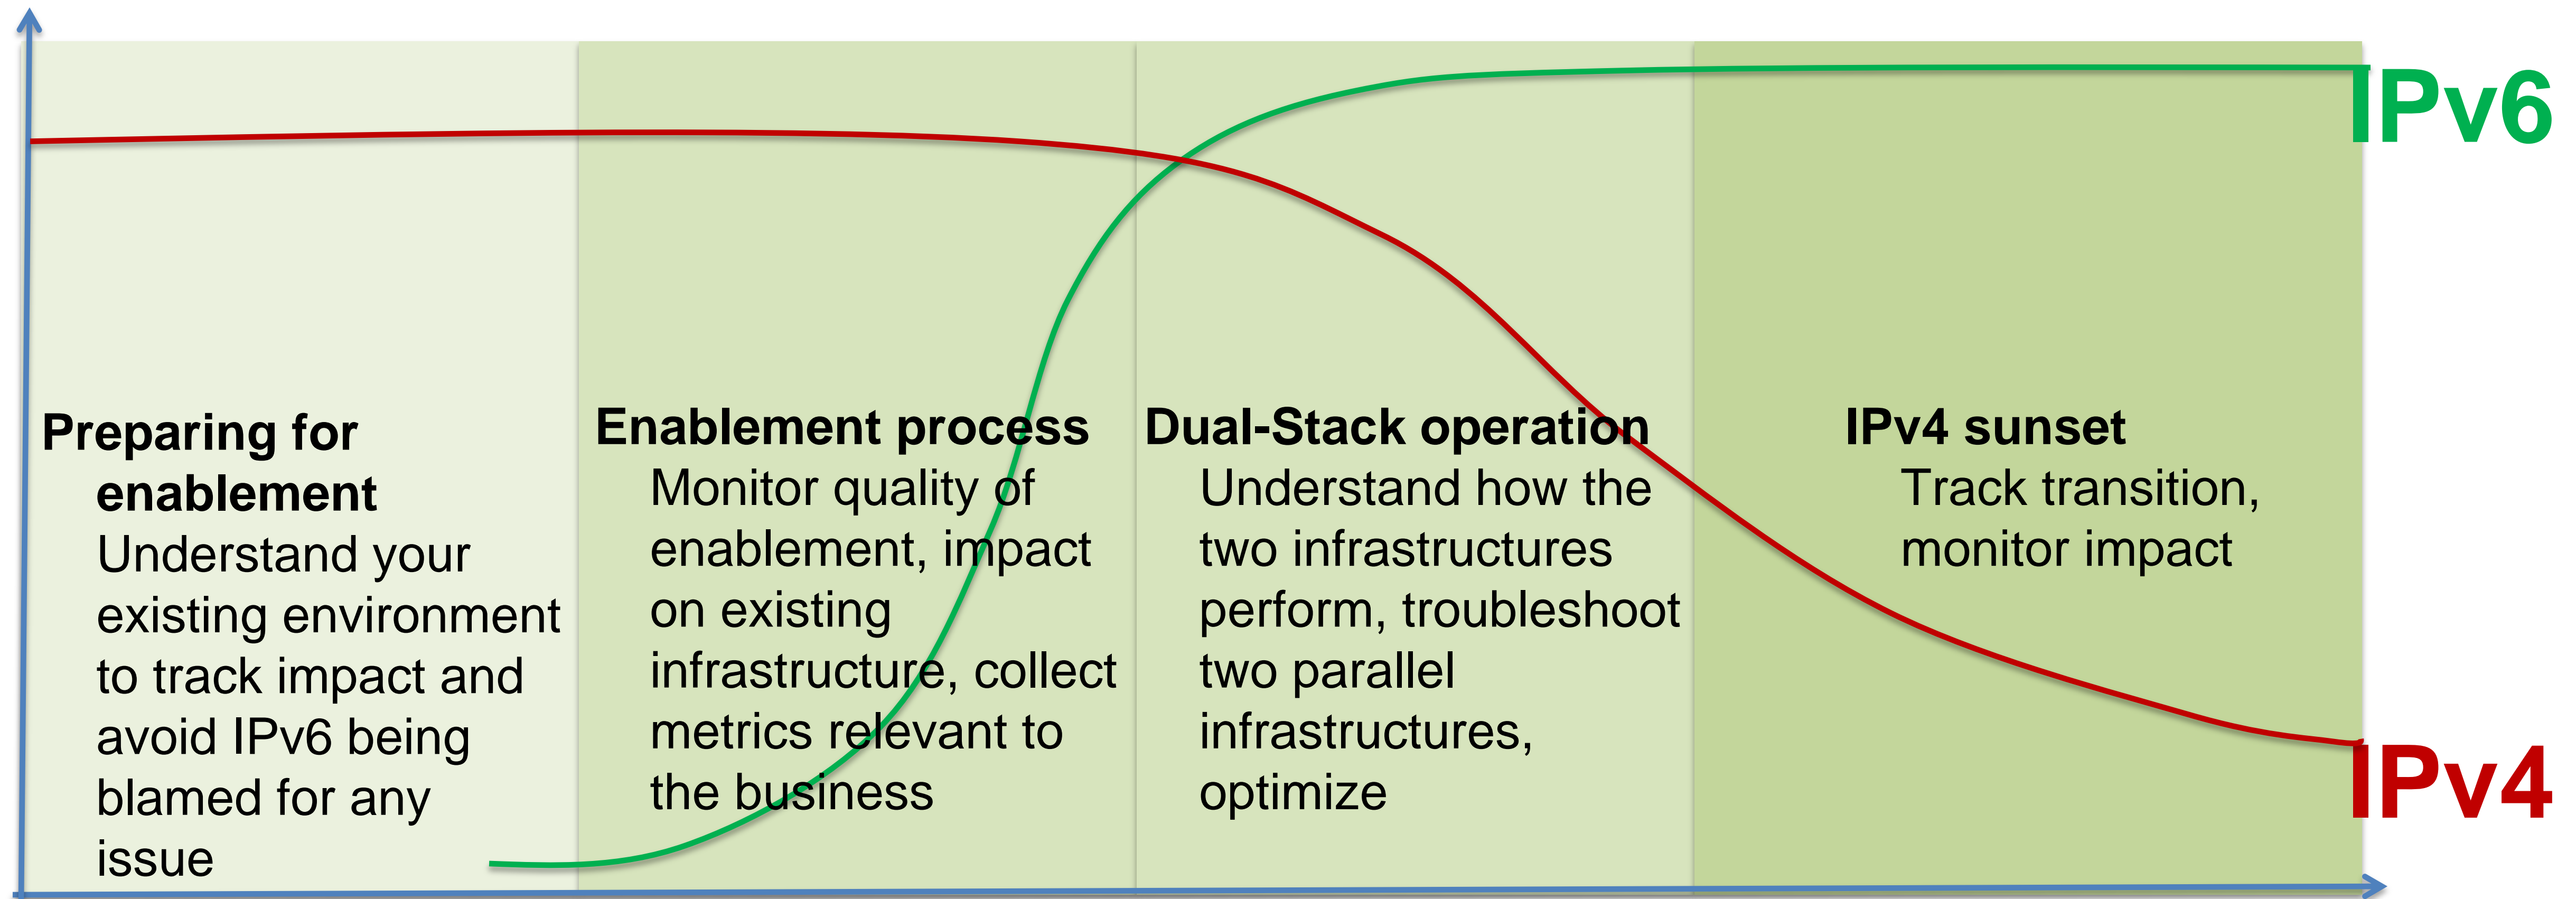 Preparing for
enablement
Understand your
existing environment
to track impact and
avoid IPv6 being
blamed for any
issue
Enablement process
Monitor quality of
enablement, impact
on existing
infrastructure, collect
metrics relevant to
the business
Dual-Stack operation
Understand how the
two infrastructures
perform, troubleshoot
two parallel
infrastructures,
optimize
IPv4 sunset
Track transition,
monitor impact
IPv6
IPv4